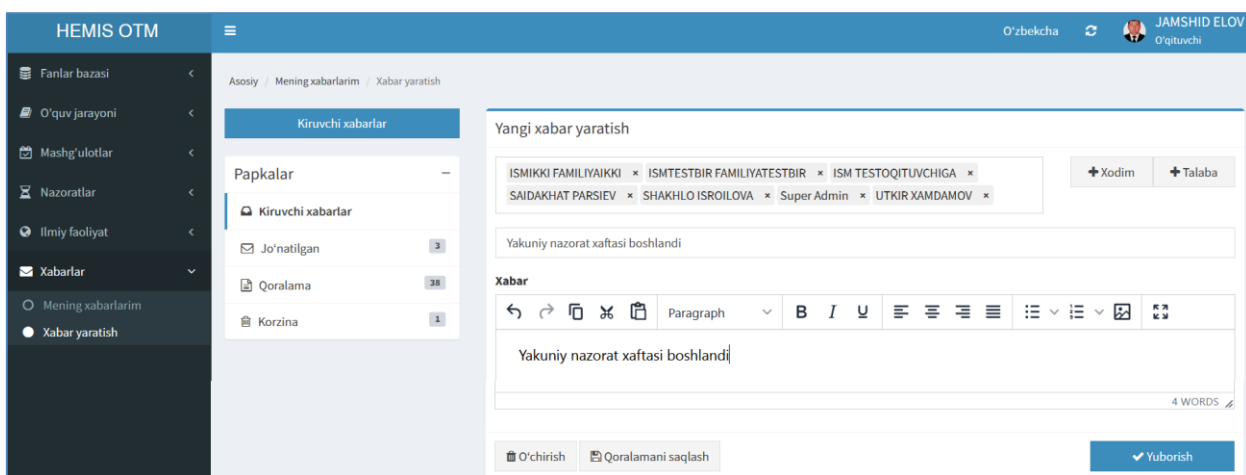 HEMIS OTM
O'zbekcha
JAMSHID ELOV
O'qituvchi
Fanlar bazasi
O'quv jarayoni
Mashg'ulotlar
Nazoratlar
Ilmiy faoliyat
Xabarlar
Mening xabarlarim
Xabar yaratish
Asosiy / Mening xabarlarim / Xabar yaratish
Kiruvchi xabarlar
Papkalar
Kiruvchi xabarlar
Jo'natilgan 3
Qoralama 38
Korzina 1
Yangi xabar yaratish
ISMIKKI FAMILIYAIKKI × ISMTESTBIR FAMILIYATESTBIR × ISM TESTOQITUVCHIGA ×
SAIDAKHAT PARSIEV × SHAKHLO ISROILOVA × Super Admin × UTKIR XAMDAMOV ×
+ Xodim + Talaba
Yakuniy nazorat xaftasi boshlandi
Xabar
Paragraph B I U
Yakuniy nazorat xaftasi boshlandi
4 WORDS
O'chirish Qoralamani saqlash Yuborish